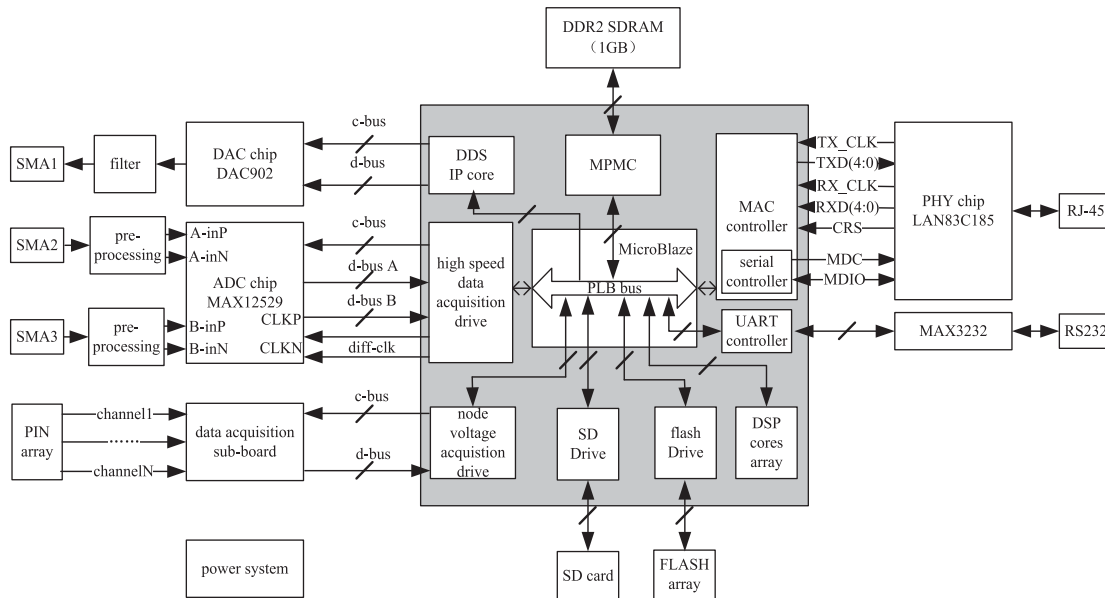 DDR2 SDRAM
(1GB)
c-bus
SMA1
filter
DAC chip
DAC902
d-bus
DDS
IP core
MPMC
MAC
controller
TX_CLK
TXD(4:0)
RX_CLK
RXD(4:0)
CRS
PHY chip
LAN83C185
RJ-45
SMA2
pre-
processing
A-inP
A-inN
ADC chip
MAX12529
c-bus
d-bus A
d-bus B
CLKP
CLKN
diff-clk
high speed
data
acquisition
drive
MicroBlaze
PLB bus
serial
controller
MDC
MDIO
SMA3
pre-
processing
B-inP
B-inN
UART
controller
MAX3232
RS232
PIN
array
channel1
......
channelN
data acquisition
sub-board
c-bus
d-bus
node
voltage
acquistion
drive
SD
Drive
flash
Drive
DSP
cores
array
power system
SD card
FLASH
array